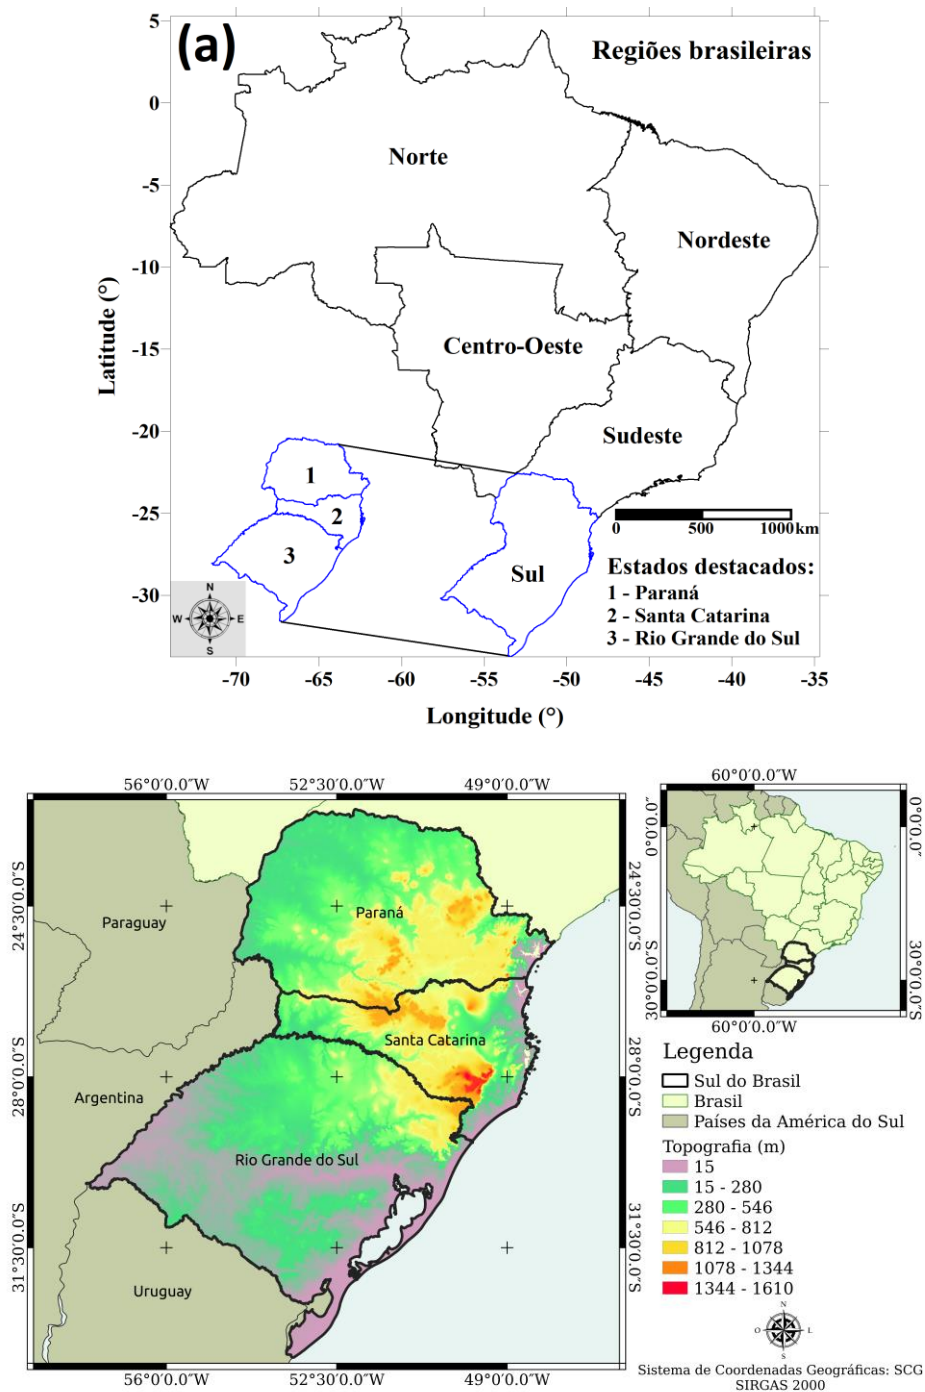 (a)
Regiões brasileiras
5
0
-5
-10
-15
-20
-25
-30
Latitude (°)
Norte
Nordeste
Centro-Oeste
Sudeste
Sul
1
2
3
0 500 1000 km
Estados destacados:
1 - Paraná
2 - Santa Catarina
3 - Rio Grande do Sul
N
W E
S
-70 -65 -60 -55 -50 -45 -40 -35
Longitude (°)
56°0′0.0″W 52°30′0.0″W 49°0′0.0″W
24°30′0.0″S
28°0′0.0″S
31°30′0.0″S
Paraguay
Paraná
Santa Catarina
Argentina
Rio Grande do Sul
Uruguay
24°30′0.0″S
28°0′0.0″S
31°30′0.0″S
56°0′0.0″W 52°30′0.0″W 49°0′0.0″W
60°0′0.0″W
0°0′0.0″
30°0′0.0″S
0°0′0.0″
30°0′0.0″S
60°0′0.0″W
Legenda
Sul do Brasil
Brasil
Países da América do Sul
Topografia (m)
15
15 - 280
280 - 546
546 - 812
812 - 1078
1078 - 1344
1344 - 1610
N
O L
S
Sistema de Coordenadas Geográficas: SCG
SIRGAS 2000